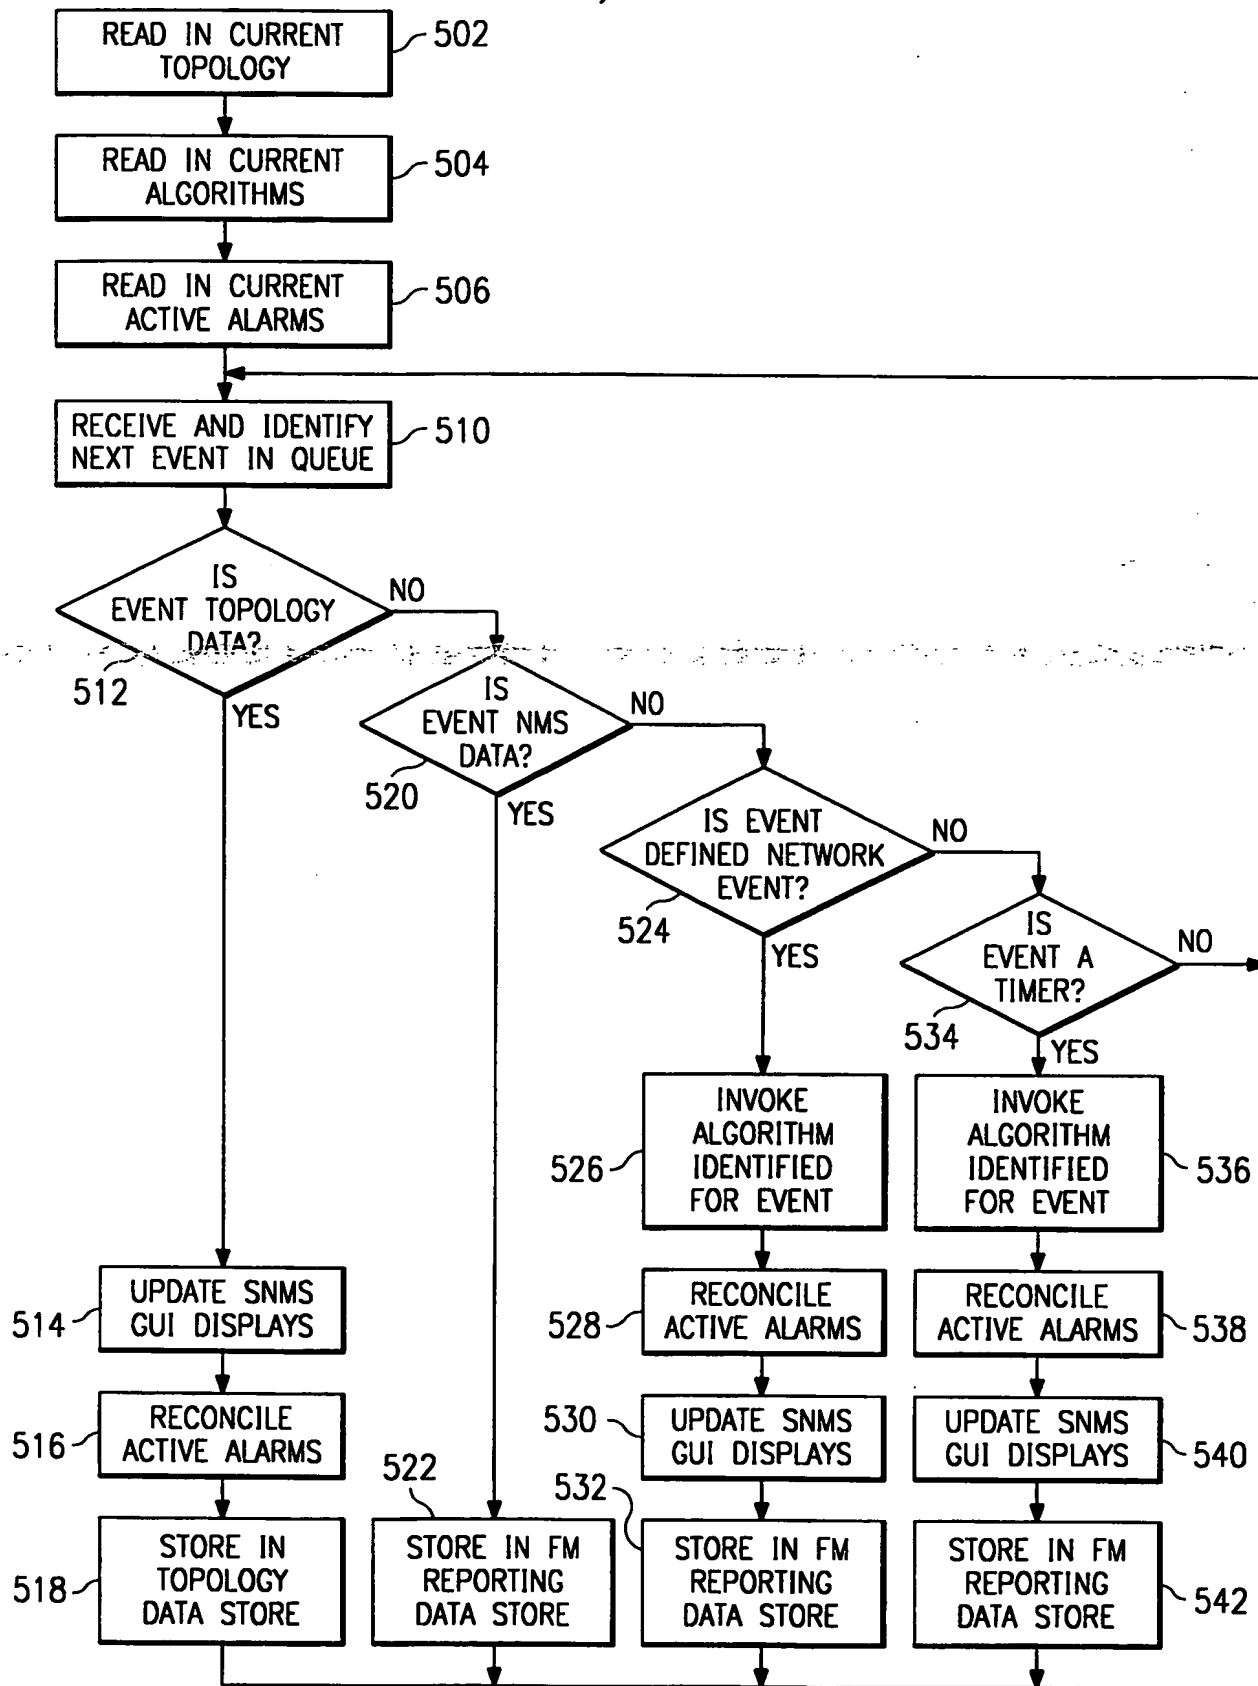 READ IN CURRENT
TOPOLOGY
502
READ IN CURRENT
ALGORITHMS
504
READ IN CURRENT
ACTIVE ALARMS
506
RECEIVE AND IDENTIFY
NEXT EVENT IN QUEUE
510
IS
EVENT TOPOLOGY
DATA?
512
NO
YES
IS
EVENT NMS
DATA?
520
NO
YES
IS EVENT
DEFINED NETWORK
EVENT?
524
NO
YES
IS
EVENT A
TIMER?
534
NO
YES
INVOKE
ALGORITHM
IDENTIFIED
FOR EVENT
526
INVOKE
ALGORITHM
IDENTIFIED
FOR EVENT
536
UPDATE SNMS
GUI DISPLAYS
514
RECONCILE
ACTIVE ALARMS
528
RECONCILE
ACTIVE ALARMS
538
RECONCILE
ACTIVE ALARMS
516
UPDATE SNMS
GUI DISPLAYS
530
UPDATE SNMS
GUI DISPLAYS
540
STORE IN
TOPOLOGY
DATA STORE
518
STORE IN FM
REPORTING
DATA STORE
522
STORE IN FM
REPORTING
DATA STORE
532
STORE IN FM
REPORTING
DATA STORE
542